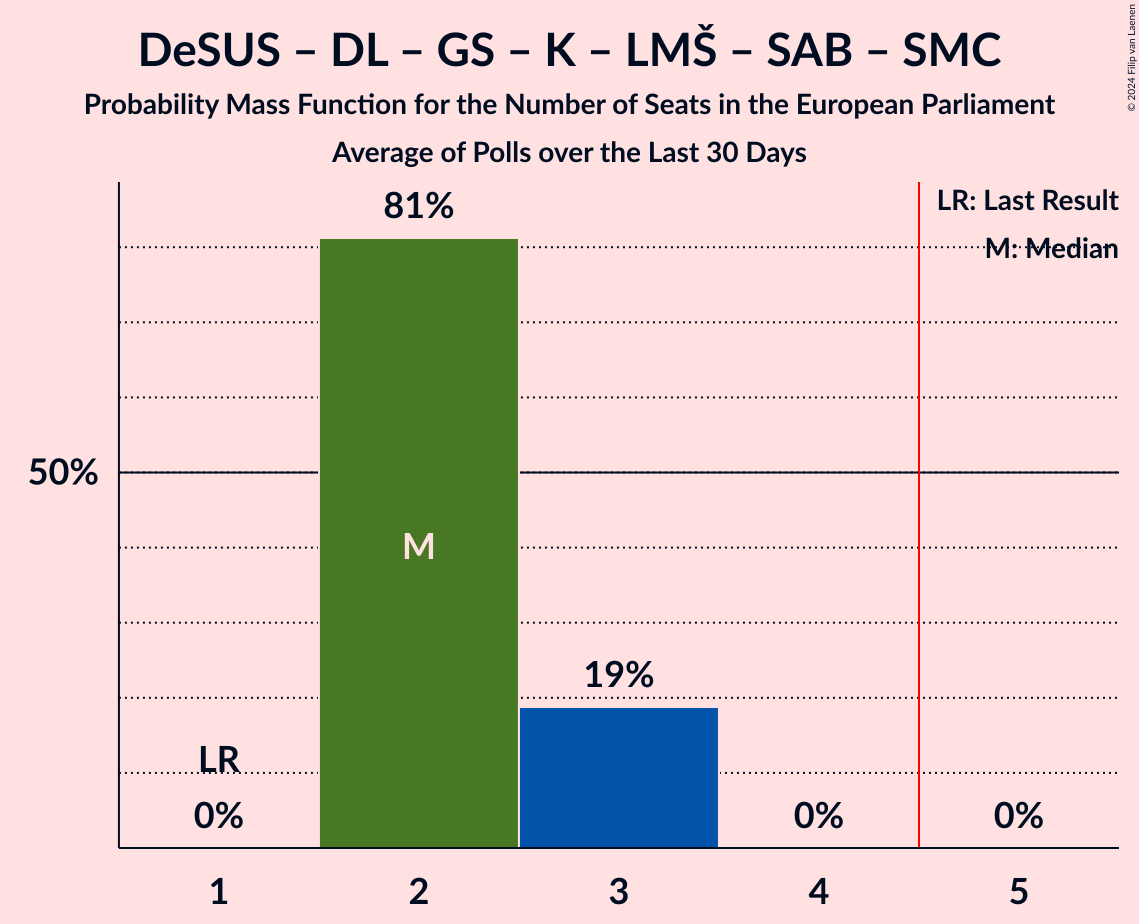 DeSUS – DL – GS – K – LMŠ – SAB – SMC
Probability Mass Function for the Number of Seats in the European Parliament
Average of Polls over the Last 30 Days
© 2024 Filip van Laenen
LR: Last Result
M: Median
81%
50%
M
19%
LR
0%
0%
0%
1
2
3
4
5